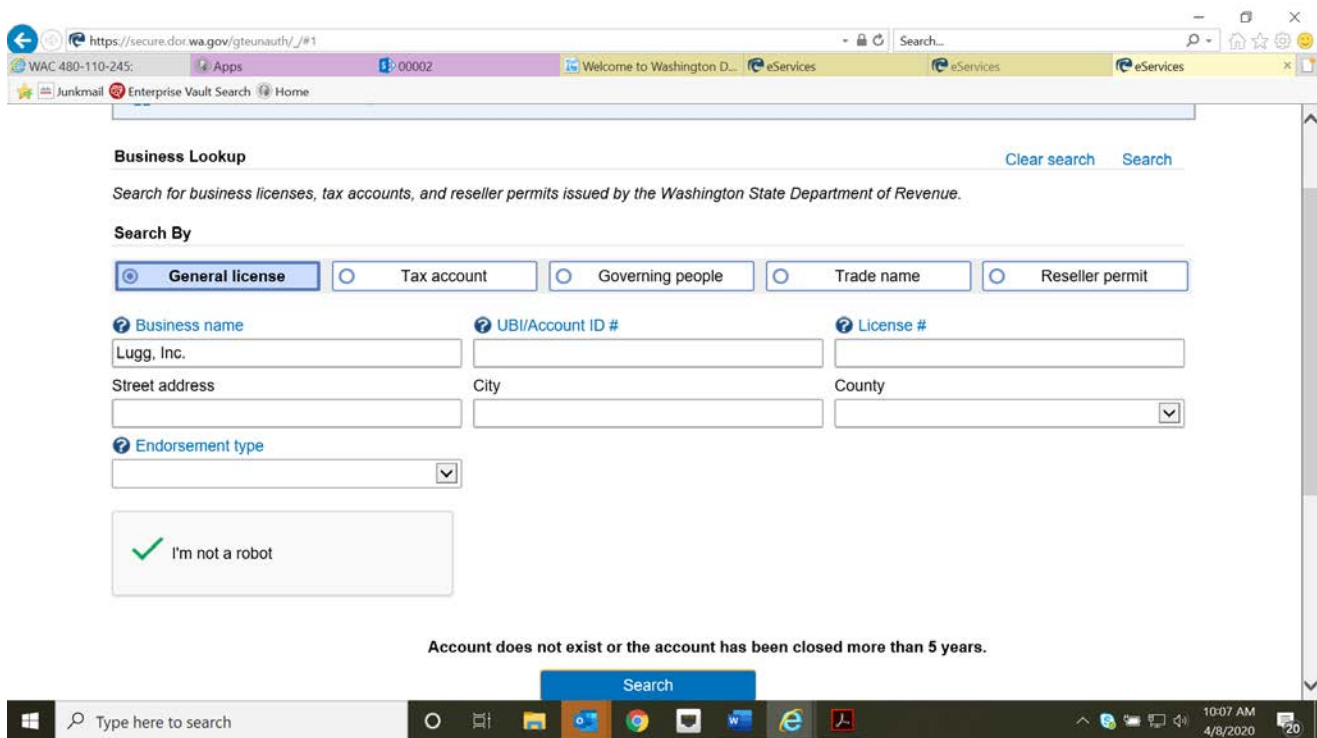 https://secure.dor.wa.gov/gteunauth/_/#1 Search...
WAC 480-110-245: Apps 00002 Welcome to Washington D... eServices eServices eServices
Junkmail Enterprise Vault Search Home
Business Lookup Clear search Search
Search for business licenses, tax accounts, and reseller permits issued by the Washington State Department of Revenue.
Search By
General license Tax account Governing people Trade name Reseller permit
Business name UBI/Account ID # License #
Lugg, Inc.
Street address City County
Endorsement type
I'm not a robot
Account does not exist or the account has been closed more than 5 years.
Search
Type here to search 10:07 AM
4/8/2020 20